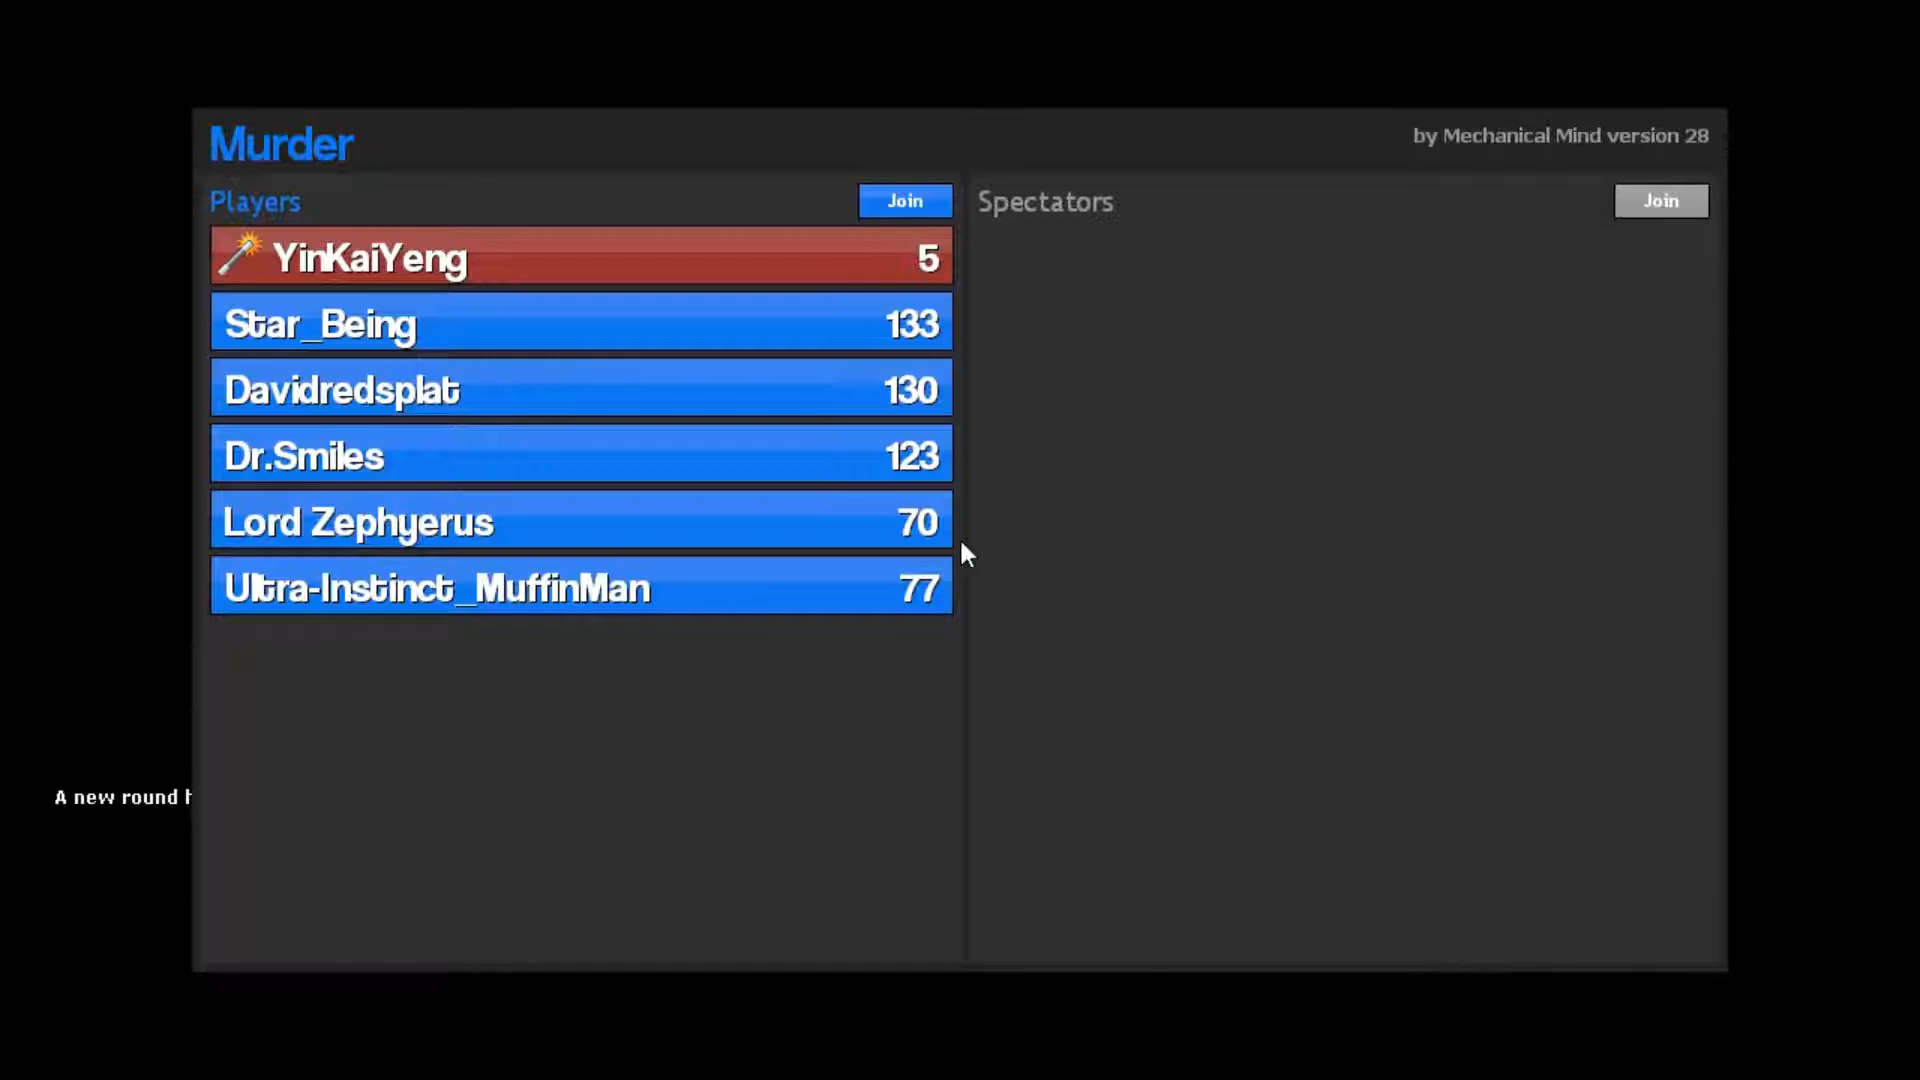 Murder
by Mechanical Mind version 28
Players
Join
Spectators
Join
YinKaiYeng 5
Star_Being 133
Davidredsplat 130
Dr.Smiles 123
Lord Zephyerus 70
Ultra-Instinct_MuffinMan 77
A new round